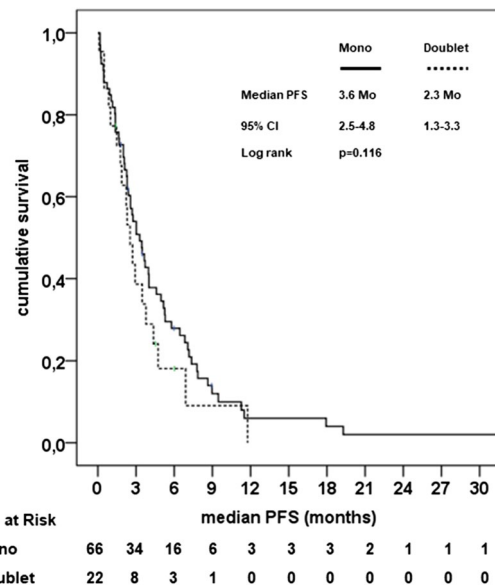 1,0
0,8
0,6
0,4
0,2
0,0
cumulative survival
Mono Doublet
Median PFS 3.6 Mo 2.3 Mo
95% CI 2.5-4.8 1.3-3.3
Log rank p=0.116
0 3 6 9 12 15 18 21 24 27 30
at Risk median PFS (months)
no 66 34 16 6 3 3 3 2 1 1 1
ublet 22 8 3 1 0 0 0 0 0 0 0